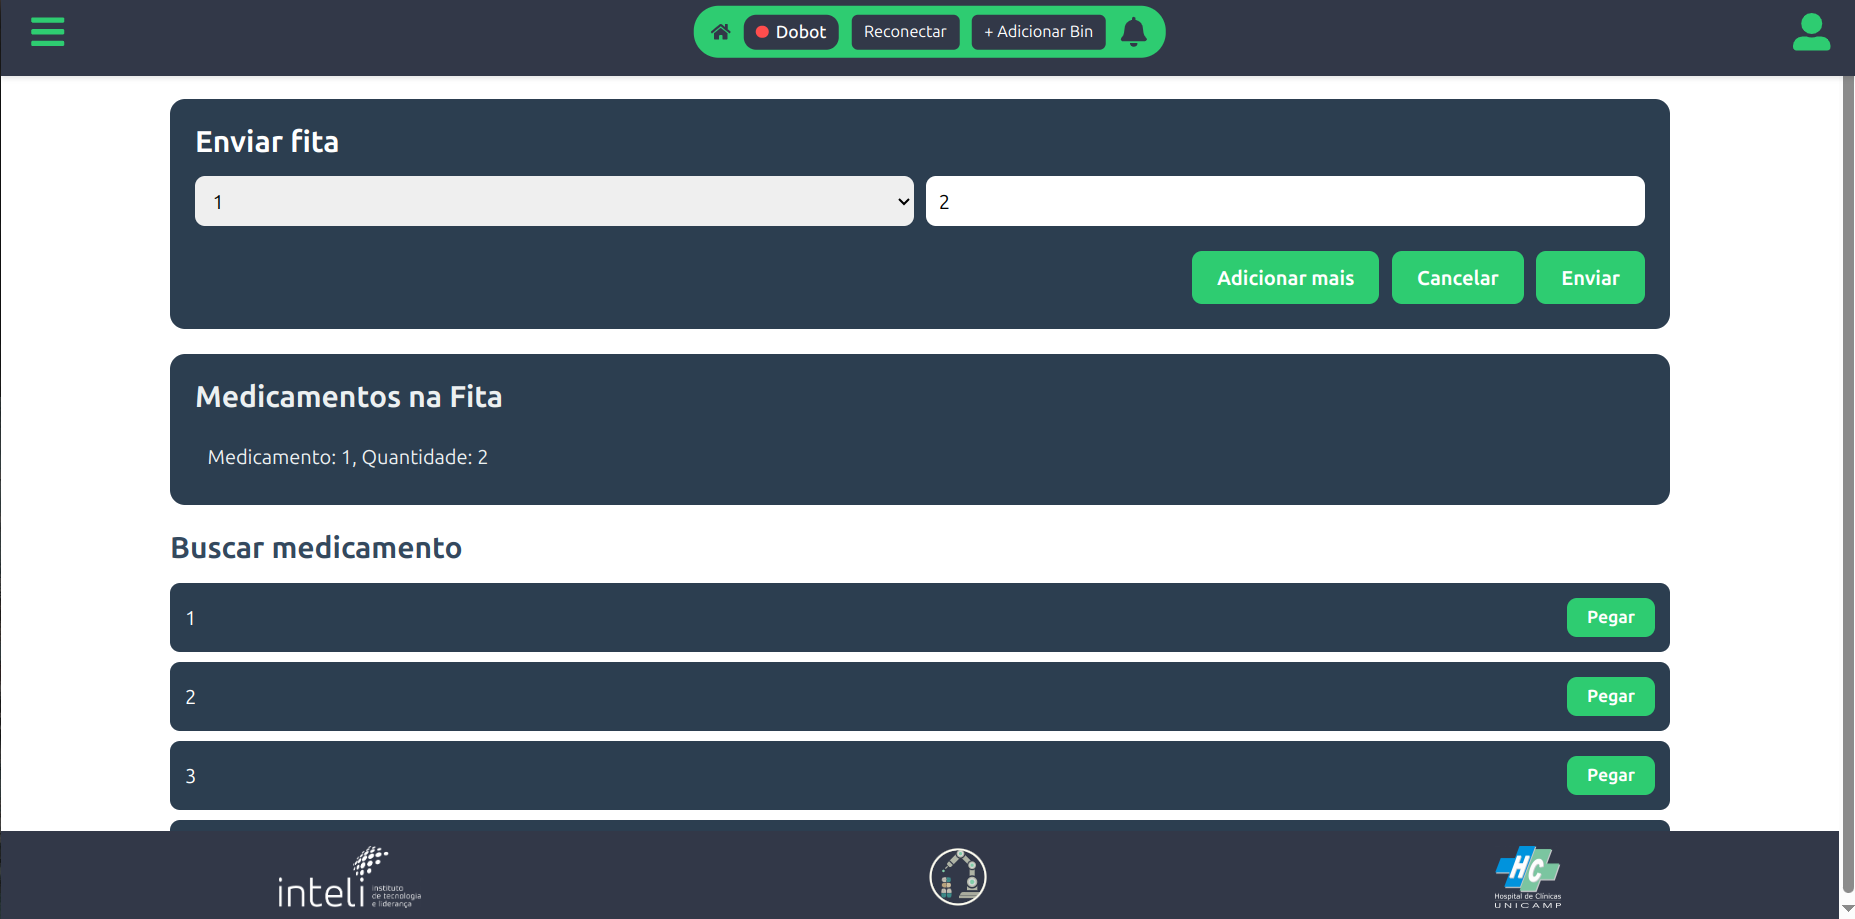 Dobot
Reconectar
+ Adicionar Bin
Enviar fita
1
2
Adicionar mais
Cancelar
Enviar
Medicamentos na Fita
Medicamento: 1, Quantidade: 2
Buscar medicamento
1
Pegar
2
Pegar
3
Pegar
inteli
instituto
de tecnologia
e liderança
HC
Hospital de Clínicas
UNICAMP